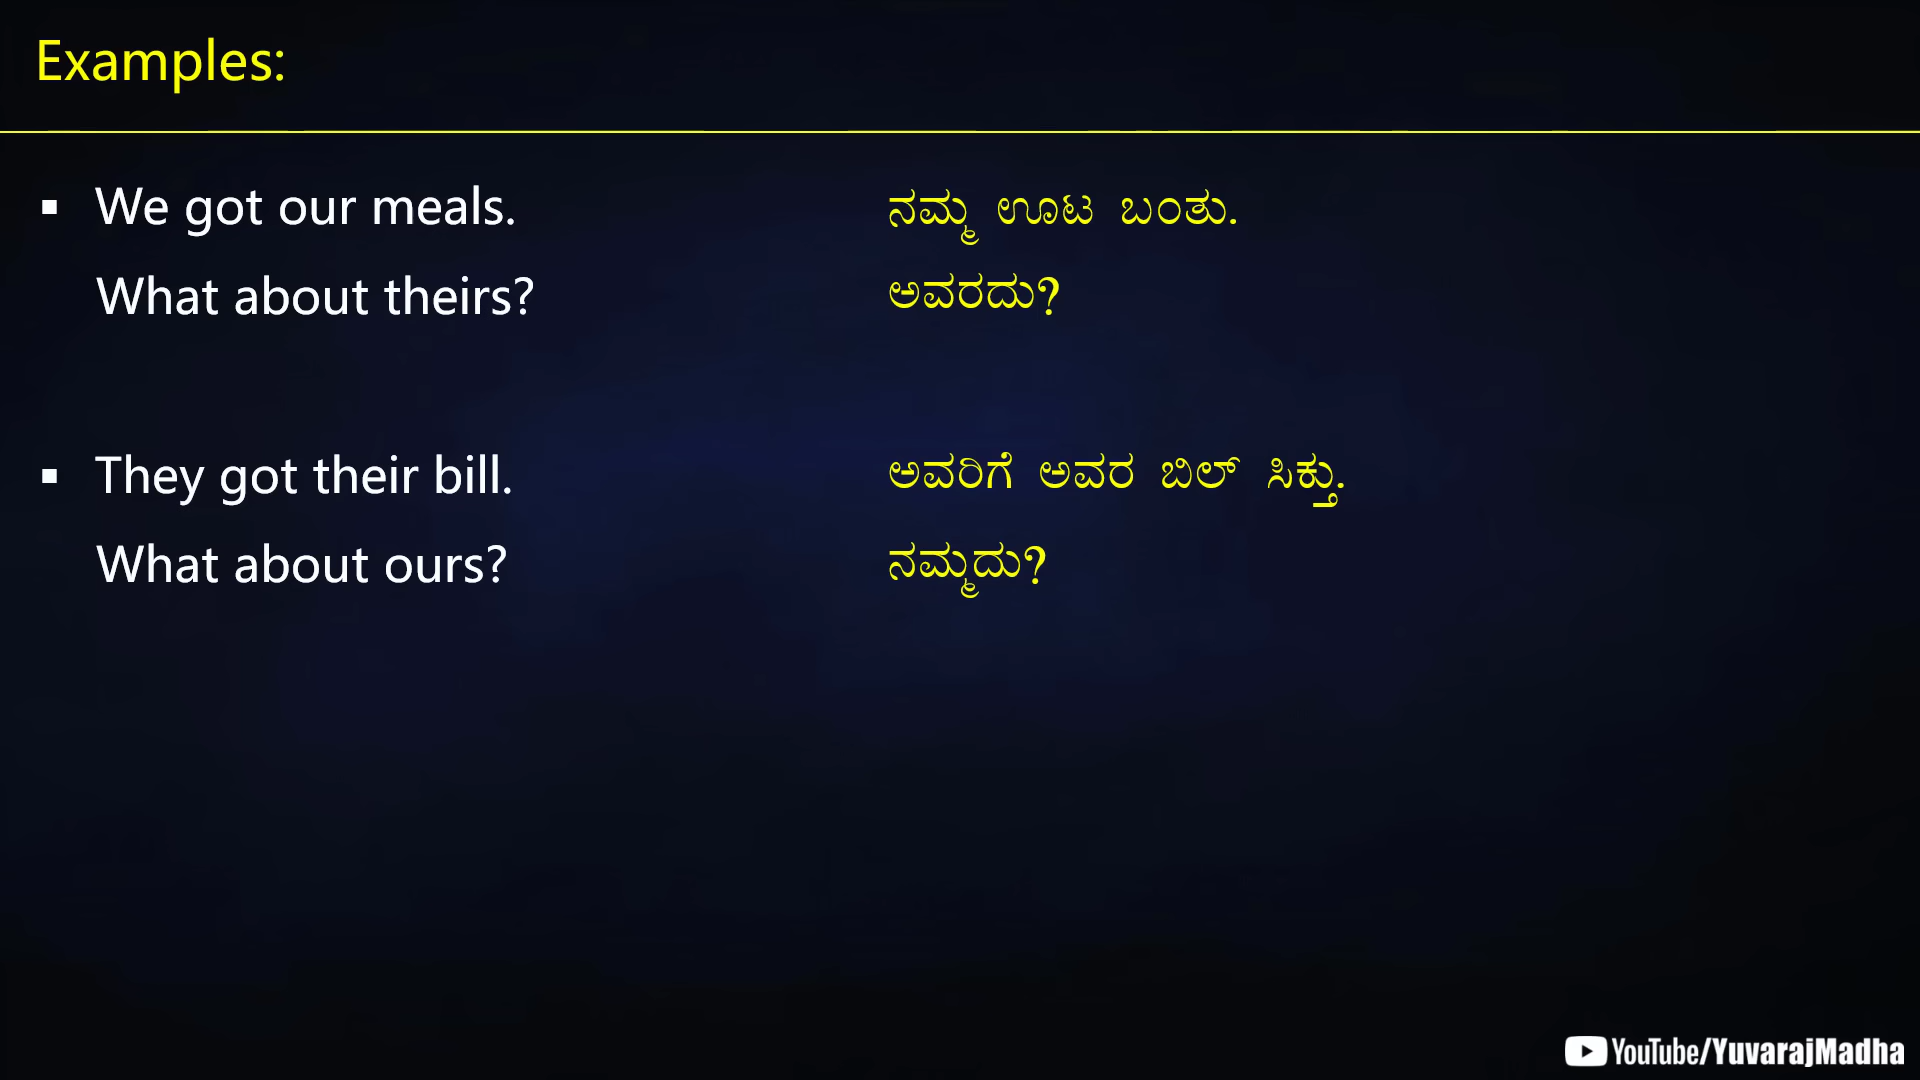 Examples:
▪ We got our meals. ನಮ್ಮ ಊಟ ಬಂತು.
What about theirs? ಅವರದು?
▪ They got their bill. ಅವರಿಗೆ ಅವರ ಬಿಲ್ ಸಿಕ್ತು.
What about ours? ನಮ್ಮದು?
YouTube/YuvarajMadha